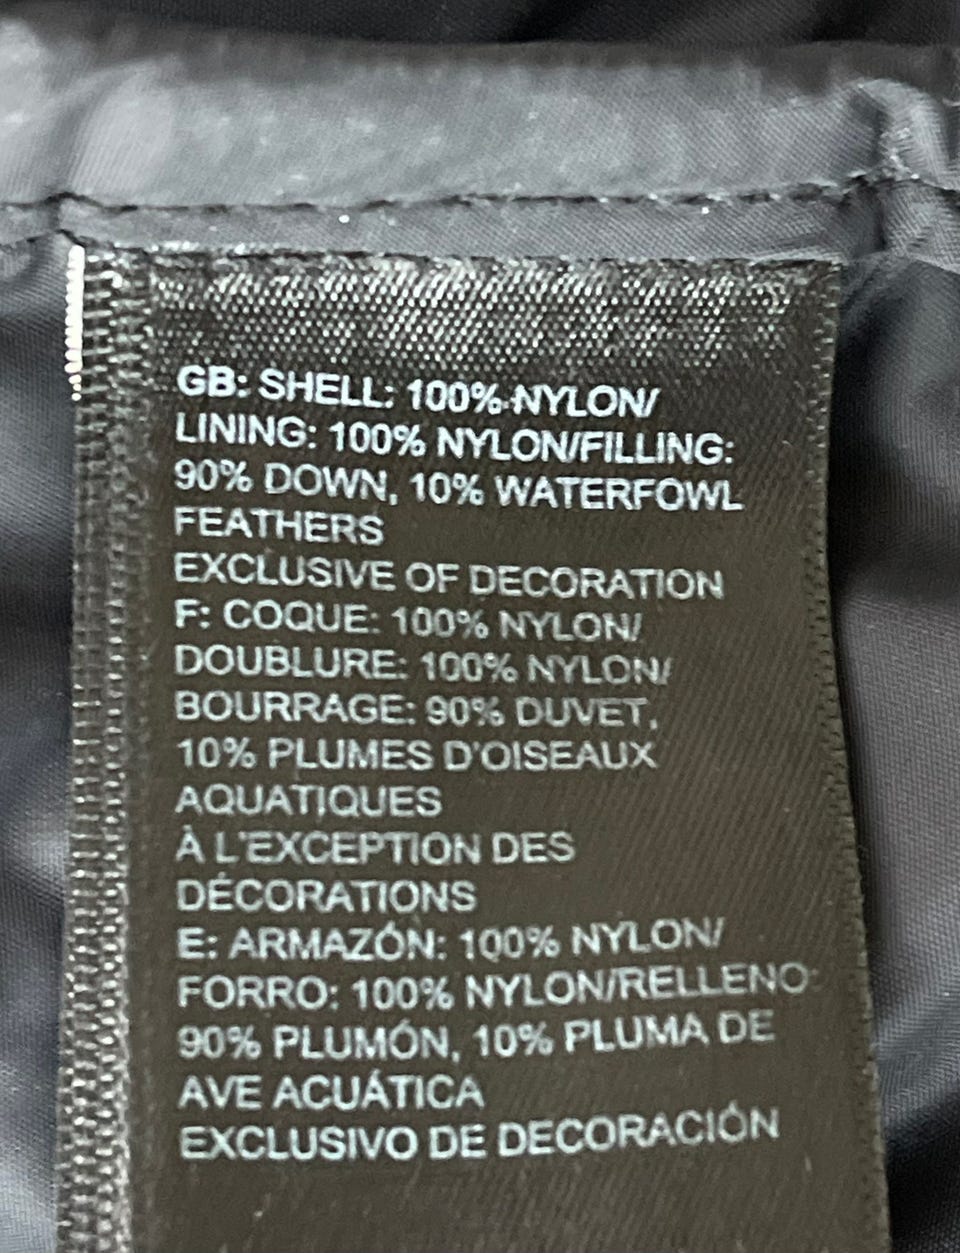 GB: SHELL: 100% NYLON/
LINING: 100% NYLON/FILLING:
90% DOWN, 10% WATERFOWL
FEATHERS
EXCLUSIVE OF DECORATION
F: COQUE: 100% NYLON/
DOUBLURE: 100% NYLON/
BOURRAGE: 90% DUVET,
10% PLUMES D'OISEAUX
AQUATIQUES
À L'EXCEPTION DES
DÉCORATIONS
E: ARMAZÓN: 100% NYLON/
FORRO: 100% NYLON/RELLENO:
90% PLUMÓN, 10% PLUMA DE
AVE ACUÁTICA
EXCLUSIVO DE DECORACIÓN